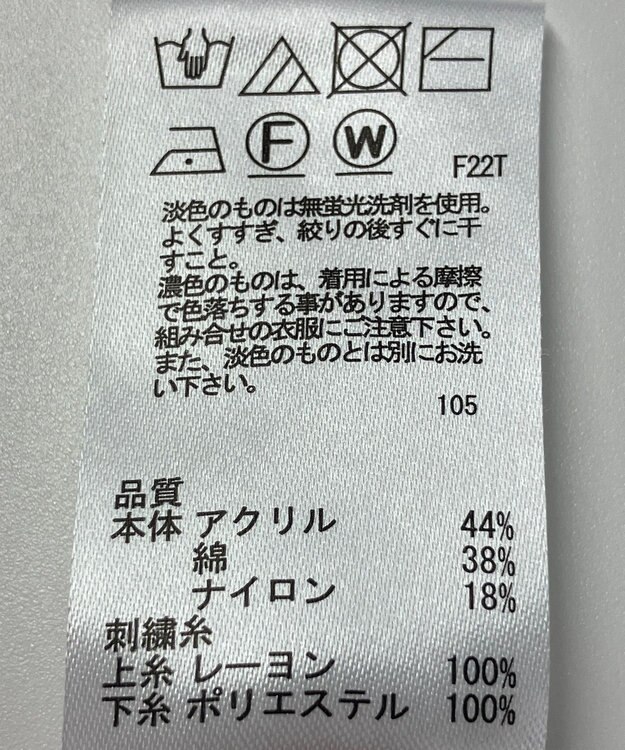 F W F22T
淡色のものは無蛍光洗剤を使用。
よくすすぎ、絞りの後すぐに干
すこと。
濃色のものは、着用による摩擦
で色落ちする事がありますので、
組み合せの衣服にご注意下さい。
また、淡色のものとは別にお洗
い下さい。
105
品質
本体 アクリル 44%
綿 38%
ナイロン 18%
刺繍糸
上糸 レーヨン 100%
下糸 ポリエステル 100%